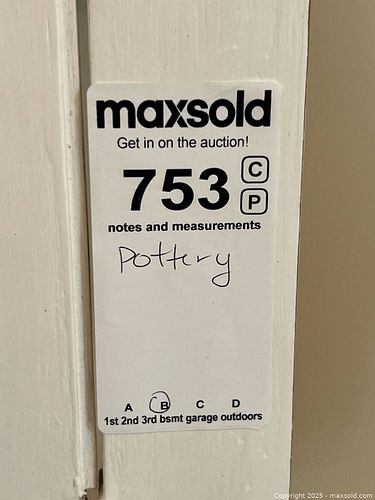 maxsold
Get in on the auction!
753 C
P
notes and measurements
Pottery
A B C D
1st 2nd 3rd bsmt garage outdoors
Copyright 2025 - maxsold.com